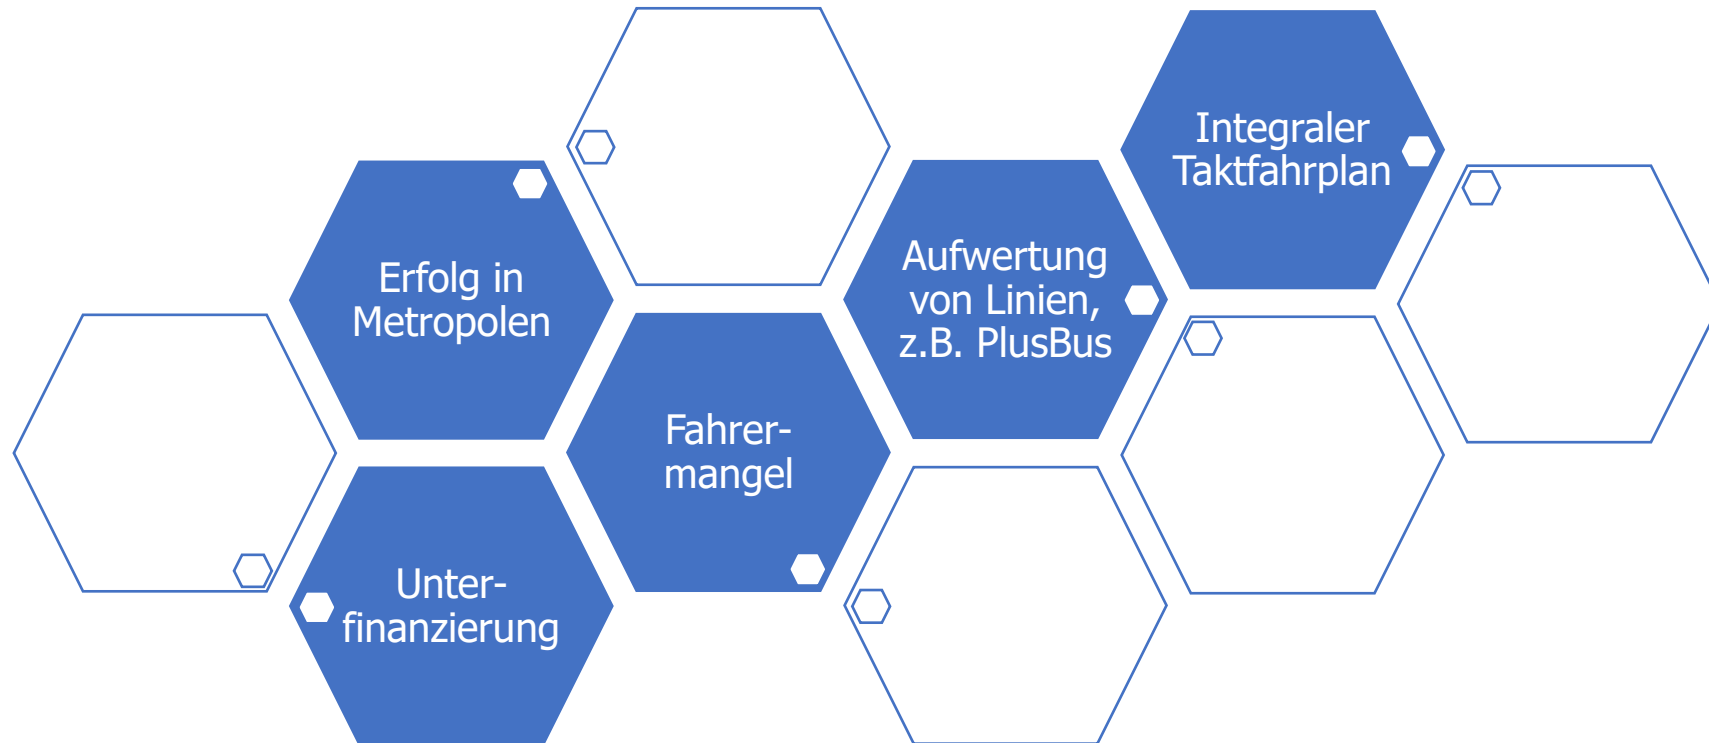 Erfolg in
Metropolen
Unter-
finanzierung
Fahrer-
mangel
Aufwertung
von Linien,
z.B. PlusBus
Integraler
Taktfahrplan